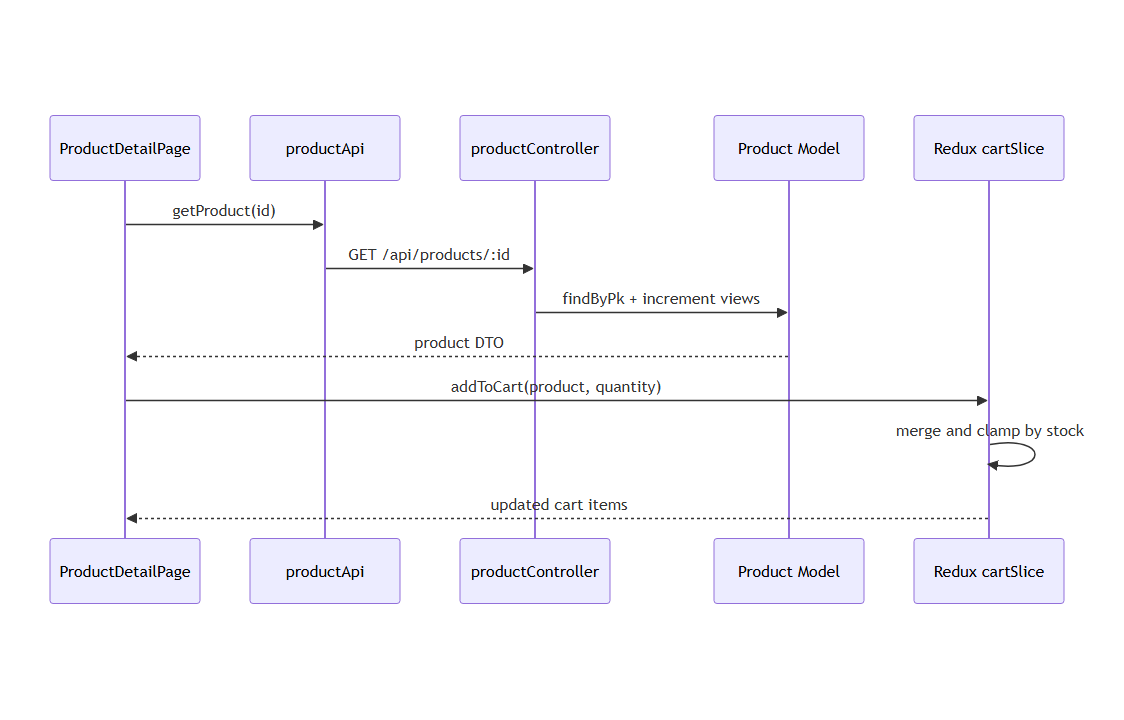 ProductDetailPage
productApi
productController
Product Model
Redux cartSlice
getProduct(id)
GET /api/products/:id
findByPk + increment views
product DTO
addToCart(product, quantity)
merge and clamp by stock
updated cart items
ProductDetailPage
productApi
productController
Product Model
Redux cartSlice